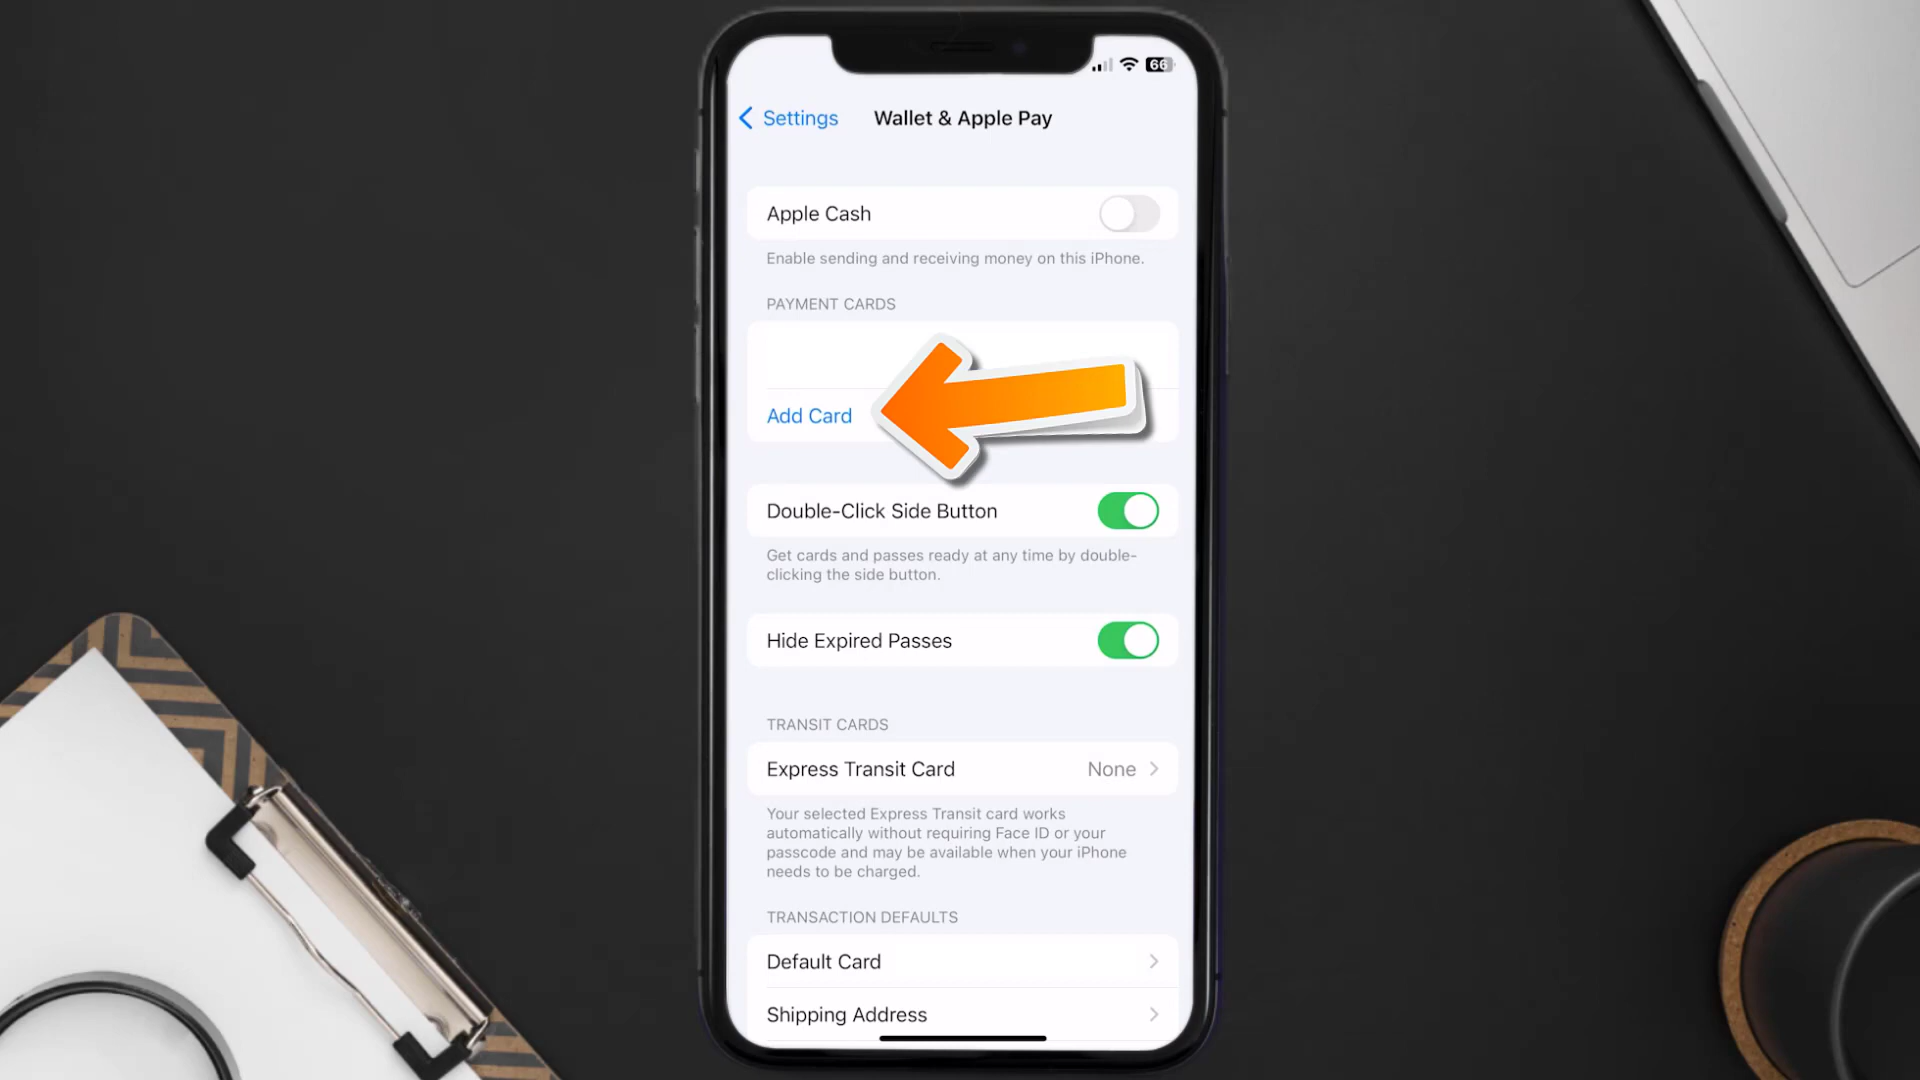 66
Settings
Wallet & Apple Pay
Apple Cash
Enable sending and receiving money on this iPhone.
PAYMENT CARDS
Add Card
Double-Click Side Button
Get cards and passes ready at any time by double-
clicking the side button.
Hide Expired Passes
TRANSIT CARDS
Express Transit Card None
Your selected Express Transit card works
automatically without requiring Face ID or your
passcode and may be available when your iPhone
needs to be charged.
TRANSACTION DEFAULTS
Default Card
Shipping Address